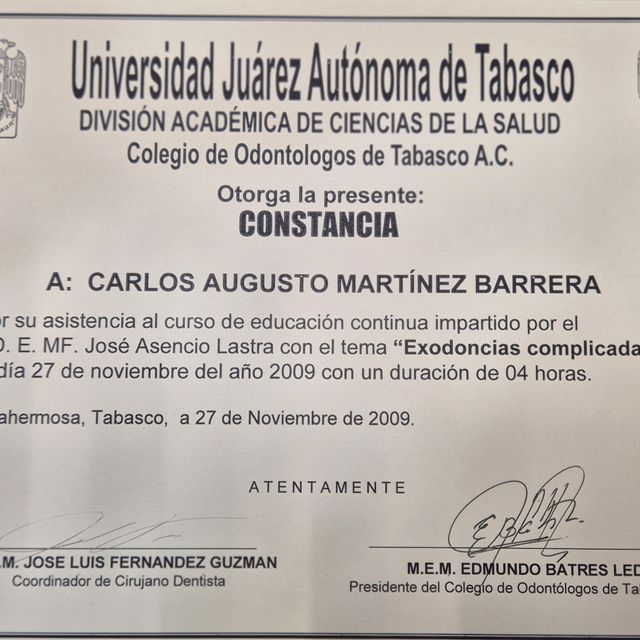 Universidad Juárez Autónoma de Tabasco
DIVISIÓN ACADÉMICA DE CIENCIAS DE LA SALUD
Colegio de Odontologos de Tabasco A.C.
Otorga la presente:
CONSTANCIA
A: CARLOS AUGUSTO MARTÍNEZ BARRERA
su asistencia al curso de educación continua impartido por el
E. MF. José Asencio Lastra con el tema “Exodoncias complicada
día 27 de noviembre del año 2009 con un duración de 04 horas.
ahermosa, Tabasco, a 27 de Noviembre de 2009.
ATENTAMENTE
.M. JOSE LUIS FERNANDEZ GUZMAN
Coordinador de Cirujano Dentista
M.E.M. EDMUNDO BATRES LED
Presidente del Colegio de Odontólogos de Ta